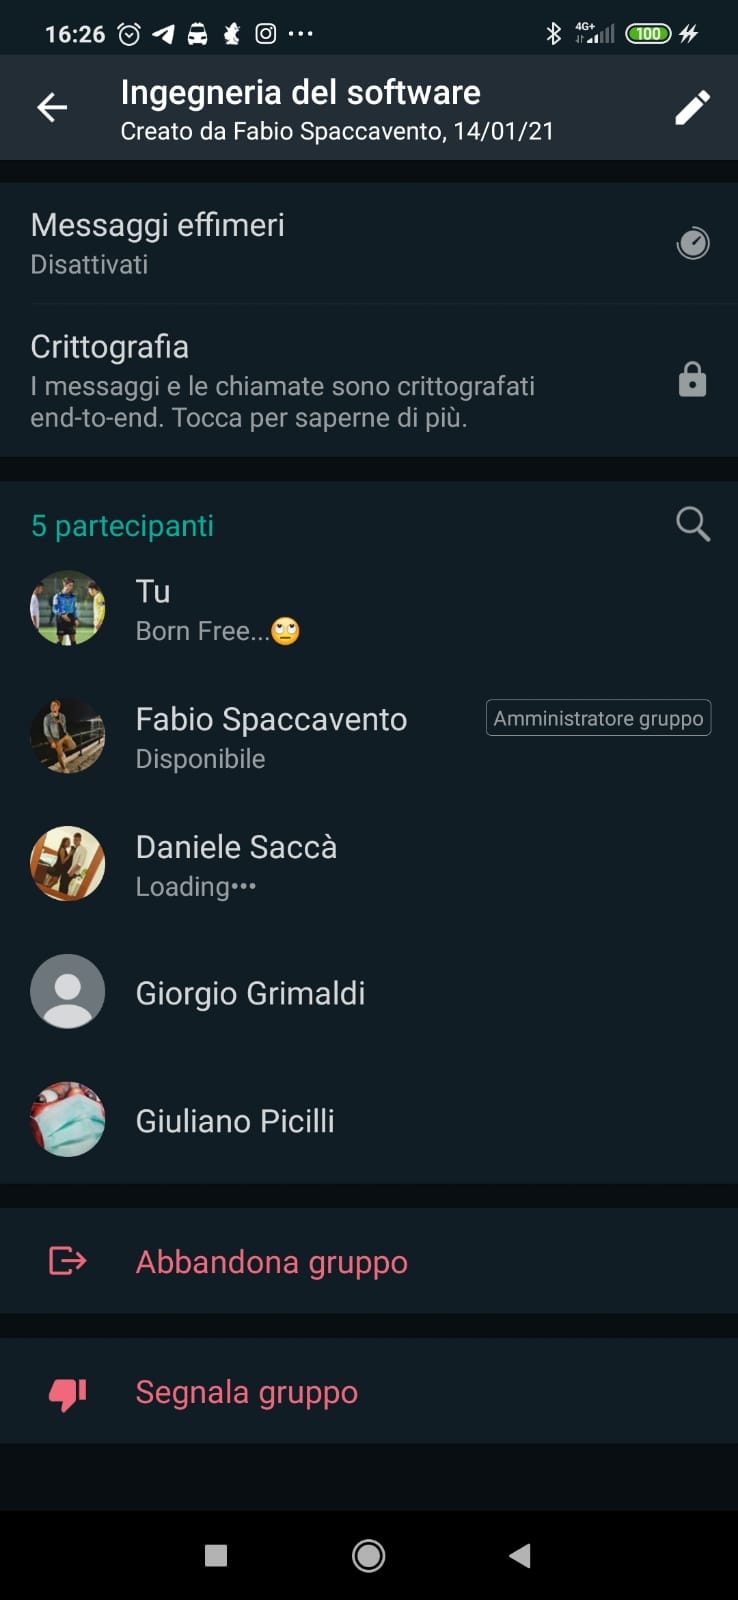 16:26
4G+
100
Ingegneria del software
Creato da Fabio Spaccavento, 14/01/21
Messaggi effimeri
Disattivati
Crittografia
I messaggi e le chiamate sono crittografati
end-to-end. Tocca per saperne di più.
5 partecipanti
Tu
Born Free...🙄
Fabio Spaccavento
Amministratore gruppo
Disponibile
Daniele Saccà
Loading•••
Giorgio Grimaldi
Giuliano Picilli
Abbandona gruppo
Segnala gruppo